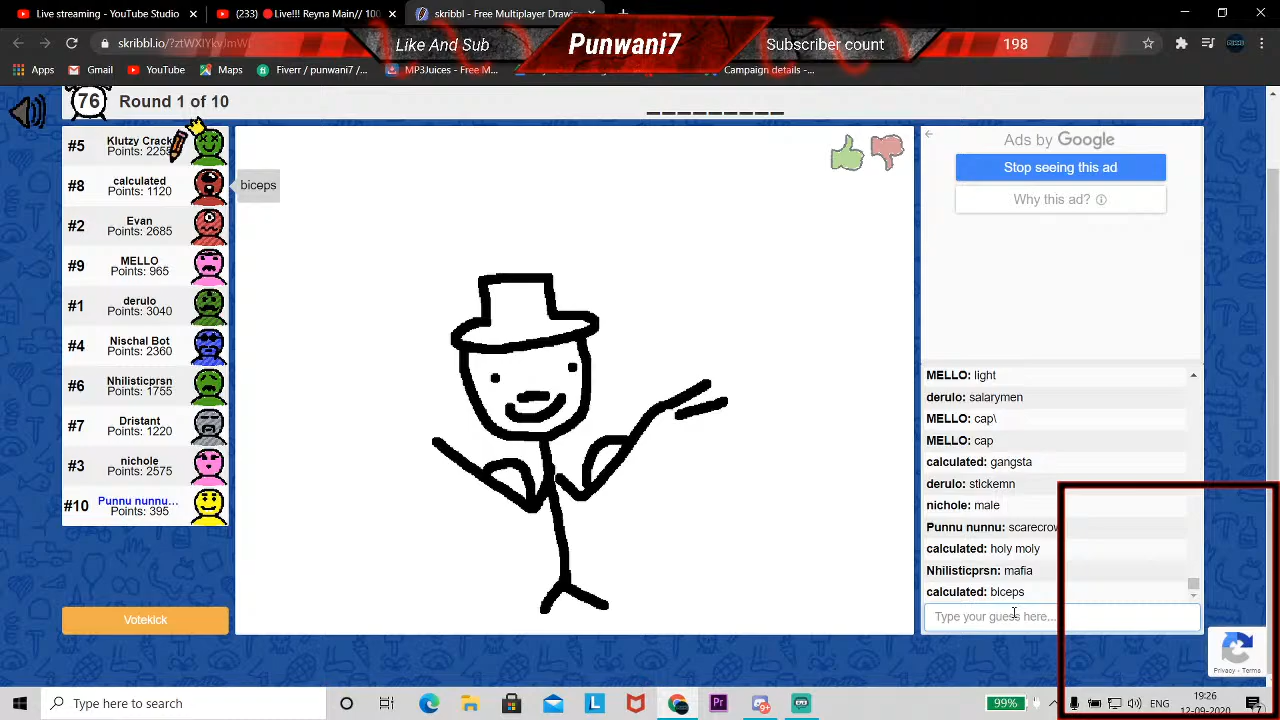 Live streaming - YouTube Studio
(233) Live!!! Reyna Main// 100
skribbl - Free Multiplayer Drawi
skribbl.io/?ztWXIYkvJmWl
Like And Sub
Punwani7
Subscriber count
198
Apps
Gmail
YouTube
Maps
Fiverr / punwani7 /...
MP3Juices - Free M...
Campaign details -...
76
Round 1 of 10
_________
#5
Klutzy Crack
Points: 2255
#8
calculated
Points: 1120
biceps
#2
Evan
Points: 2685
#9
MELLO
Points: 965
#1
derulo
Points: 3040
#4
Nischal Bot
Points: 2360
#6
Nhilisticprsn
Points: 1755
#7
Dristant
Points: 1220
#3
nichole
Points: 2575
#10
Punnu nunnu...
Points: 395
Votekick
Ads by Google
Stop seeing this ad
Why this ad?
MELLO: light
derulo: salarymen
MELLO: cap\
MELLO: cap
calculated: gangsta
derulo: stickemn
nichole: male
Punnu nunnu: scarecrow
calculated: holy moly
Nhilisticprsn: mafia
calculated: biceps
Type your guess here...
Privacy - Terms
Type here to search
99%
ENG
19:26
12-09-2020
7